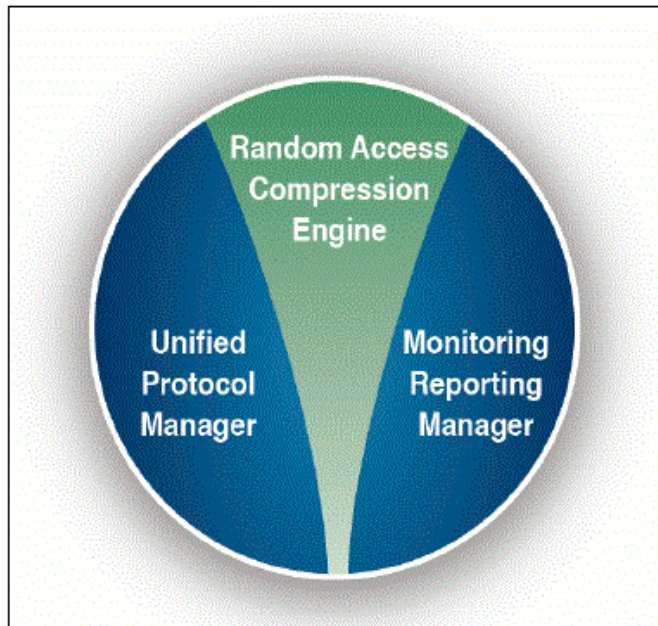 Random Access
Compression
Engine
Unified
Protocol
Manager
Monitoring
Reporting
Manager